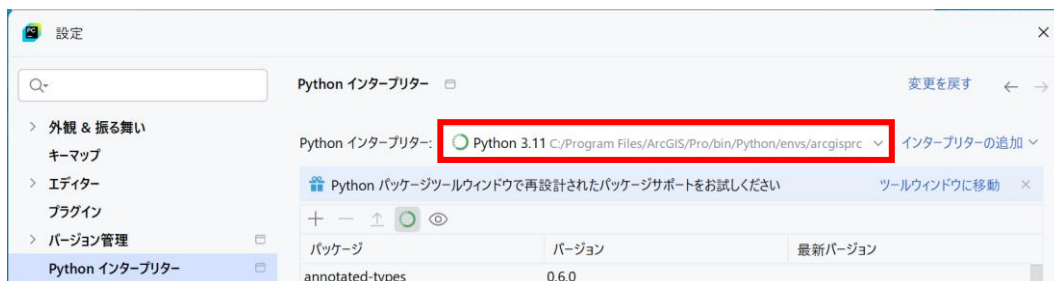 PC 設定
Python インタープリター 変更を戻す
外観 & 振る舞い
Python インタープリター: Python 3.11 C:/Program Files/ArcGIS/Pro/bin/Python/envs/arcgisprc インタープリターの追加
キーマップ
エディター
Python パッケージツールウィンドウで再設計されたパッケージサポートをお試しください ツールウィンドウに移動
プラグイン
バージョン管理
パッケージ バージョン 最新バージョン
Python インタープリター
annotated-types 0.6.0